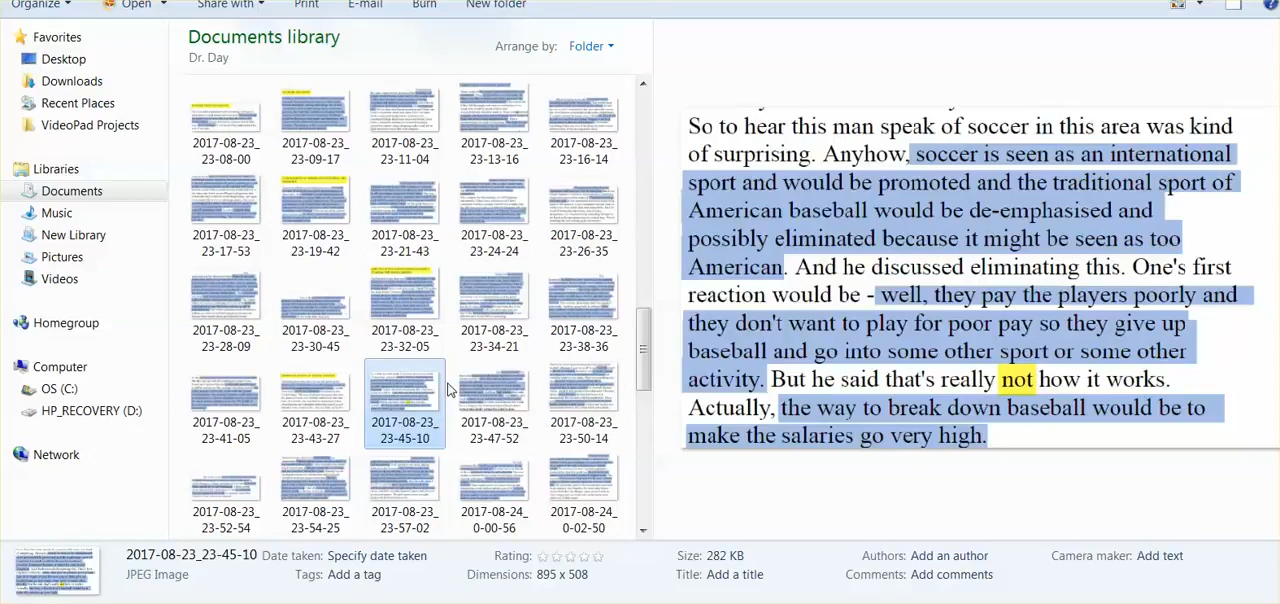 Organize
Open
Share with
Print
E-mail
Burn
New folder
Favorites
Desktop
Downloads
Recent Places
VideoPad Projects
Libraries
Documents
Music
New Library
Pictures
Videos
Homegroup
Computer
OS (C:)
HP_RECOVERY (D:)
Network
Documents library
Dr. Day
Arrange by: Folder
2017-08-23_ 2017-08-23_ 2017-08-23_ 2017-08-23_ 2017-08-23_
23-08-00 23-09-17 23-11-04 23-13-16 23-16-14
2017-08-23_ 2017-08-23_ 2017-08-23_ 2017-08-23_ 2017-08-23_
23-17-53 23-19-42 23-21-43 23-24-24 23-26-35
2017-08-23_ 2017-08-23_ 2017-08-23_ 2017-08-23_ 2017-08-23_
23-28-09 23-30-45 23-32-05 23-34-21 23-38-36
2017-08-23_ 2017-08-23_ 2017-08-23_ 2017-08-23_ 2017-08-23_
23-41-05 23-43-27 23-45-10 23-47-52 23-50-14
2017-08-23_ 2017-08-23_ 2017-08-23_ 2017-08-24_ 2017-08-24_
23-52-54 23-54-25 23-57-02 0-00-56 0-02-50
So to hear this man speak of soccer in this area was kind
of surprising. Anyhow, soccer is seen as an international
sport and would be promoted and the traditional sport of
American baseball would be de-emphasised and
possibly eliminated because it might be seen as too
American. And he discussed eliminating this. One's first
reaction would be - well, they pay the players poorly and
they don't want to play for poor pay so they give up
baseball and go into some other sport or some other
activity. But he said that's really not how it works.
Actually, the way to break down baseball would be to
make the salaries go very high.
2017-08-23_23-45-10 Date taken: Specify date taken Rating: Size: 282 KB Authors: Add an author Camera maker: Add text
JPEG Image Tags: Add a tag Dimensions: 895 x 508 Title: Add a title Comments: Add comments